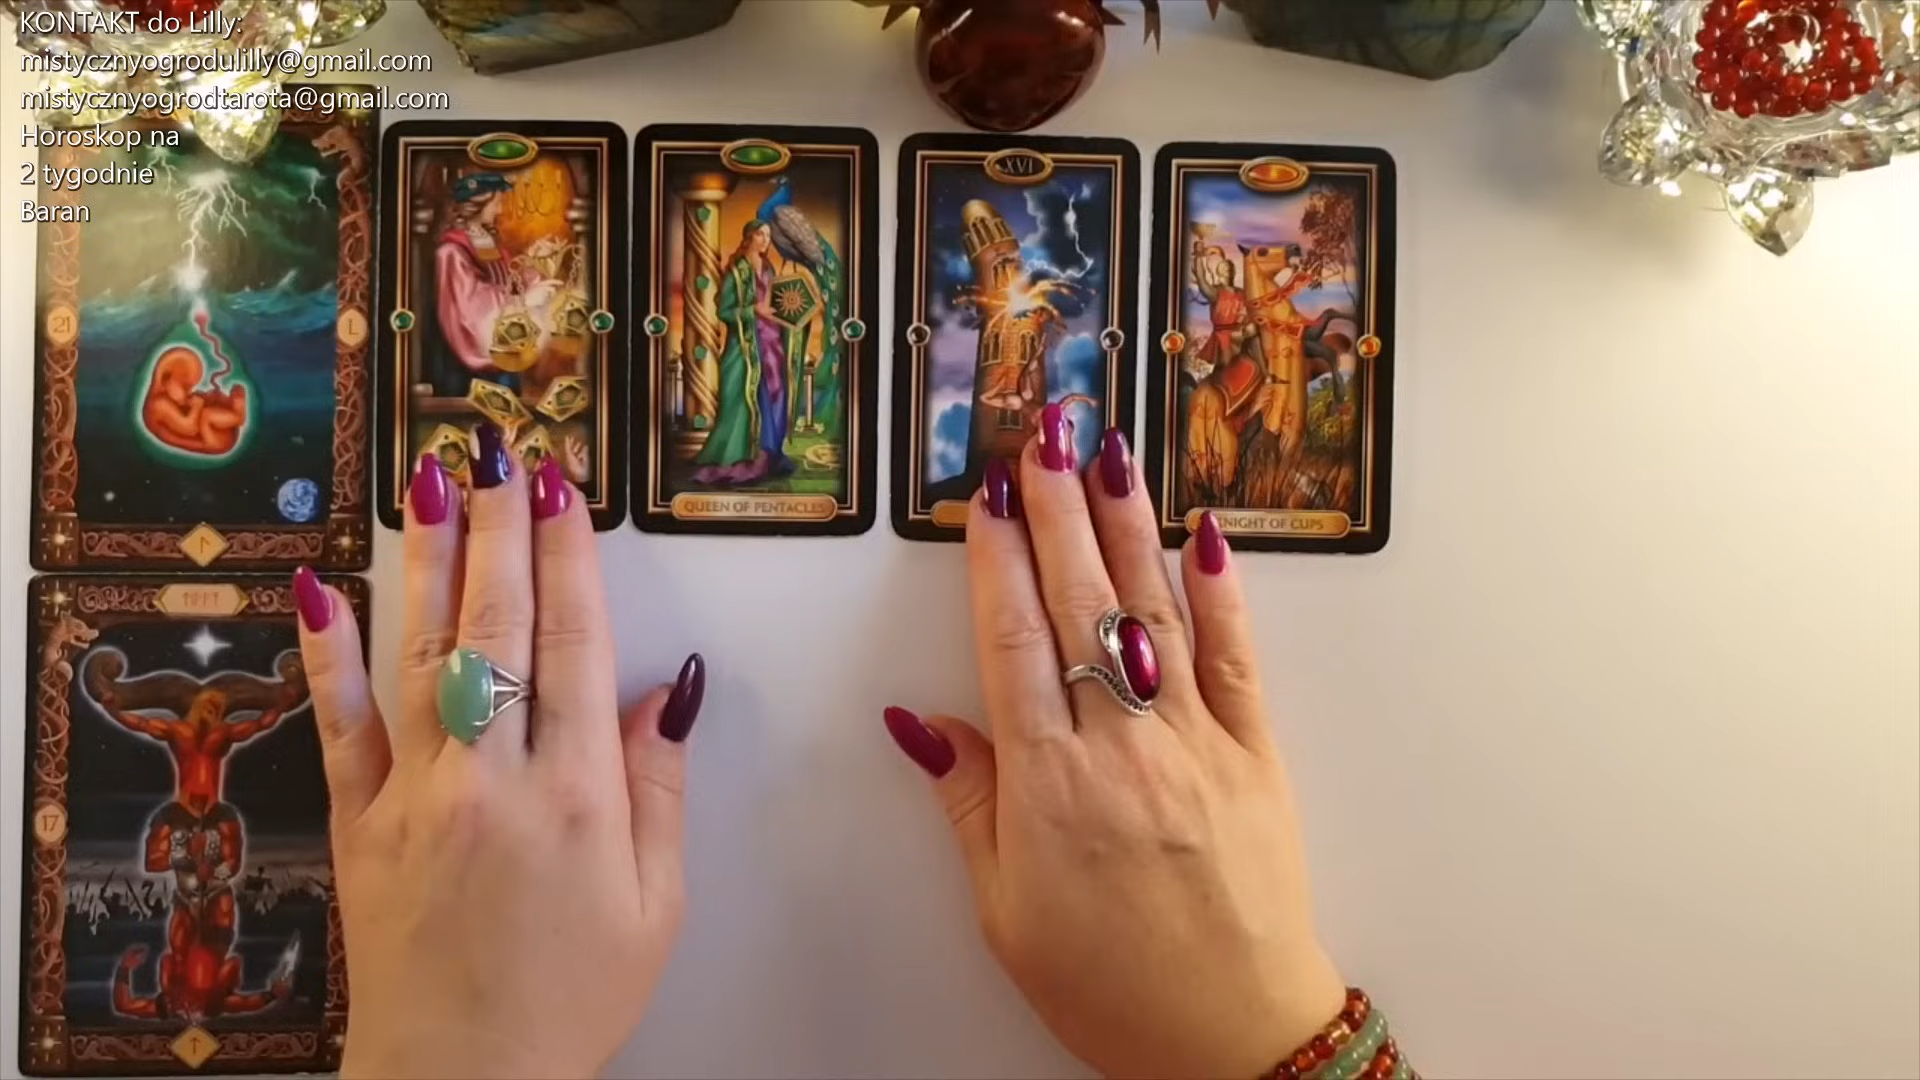 KONTAKT do Lilly:
mistycznyogrodulilly@gmail.com
mistycznyogrodtarota@gmail.com
Horoskop na
2 tygodnie
Baran
XVI
21
L
QUEEN OF PENTACLES
KNIGHT OF CUPS
ᛚ
17
ᛏ